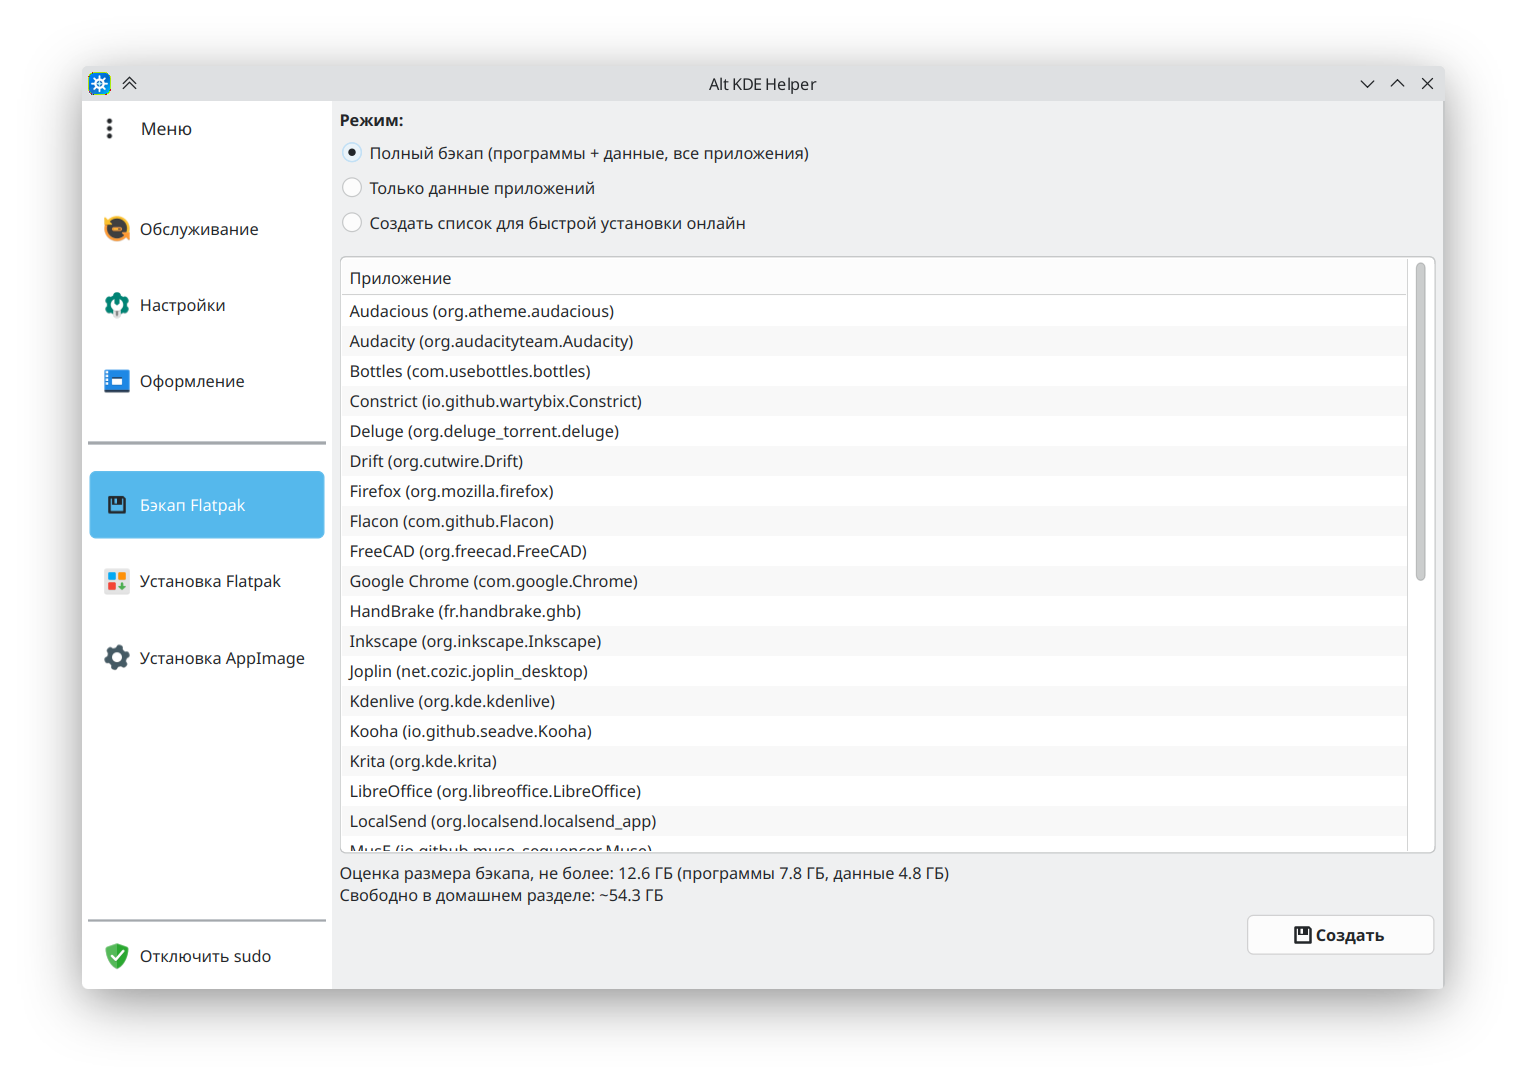 Alt KDE Helper
Меню
Обслуживание
Настройки
Оформление
Бэкап Flatpak
Установка Flatpak
Установка AppImage
Отключить sudo
Режим:
Полный бэкап (программы + данные, все приложения)
Только данные приложений
Создать список для быстрой установки онлайн
Приложение
Audacious (org.atheme.audacious)
Audacity (org.audacityteam.Audacity)
Bottles (com.usebottles.bottles)
Constrict (io.github.wartybix.Constrict)
Deluge (org.deluge_torrent.deluge)
Drift (org.cutwire.Drift)
Firefox (org.mozilla.firefox)
Flacon (com.github.Flacon)
FreeCAD (org.freecad.FreeCAD)
Google Chrome (com.google.Chrome)
HandBrake (fr.handbrake.ghb)
Inkscape (org.inkscape.Inkscape)
Joplin (net.cozic.joplin_desktop)
Kdenlive (org.kde.kdenlive)
Kooha (io.github.seadve.Kooha)
Krita (org.kde.krita)
LibreOffice (org.libreoffice.LibreOffice)
LocalSend (org.localsend.localsend_app)
MusE (io.github.muse_sequencer.Muse)
Оценка размера бэкапа, не более: 12.6 ГБ (программы 7.8 ГБ, данные 4.8 ГБ)
Свободно в домашнем разделе: ~54.3 ГБ
Создать